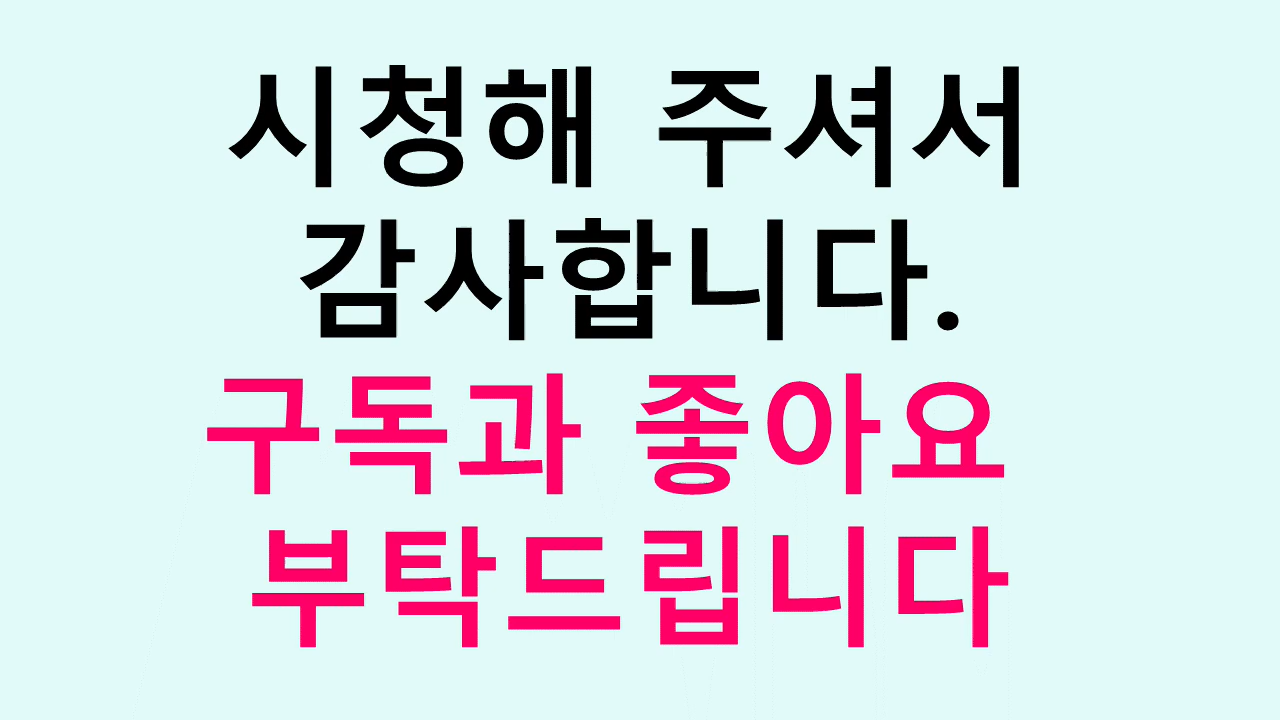 시청해 주셔서
감사합니다.
구독과 좋아요
부탁드립니다